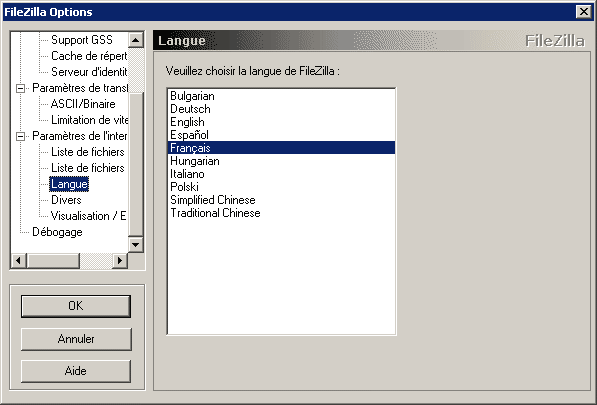 FileZilla Options
Support GSS
Cache de répert
Serveur d'identit
Paramètres de transf
ASCII/Binaire
Limitation de vite
Paramètres de l'inter
Liste de fichiers
Liste de fichiers
Langue
Divers
Visualisation / E
Débogage
OK
Annuler
Aide
Langue
FileZilla
Veuillez choisir la langue de FileZilla :
Bulgarian
Deutsch
English
Español
Français
Hungarian
Italiano
Polski
Simplified Chinese
Traditional Chinese